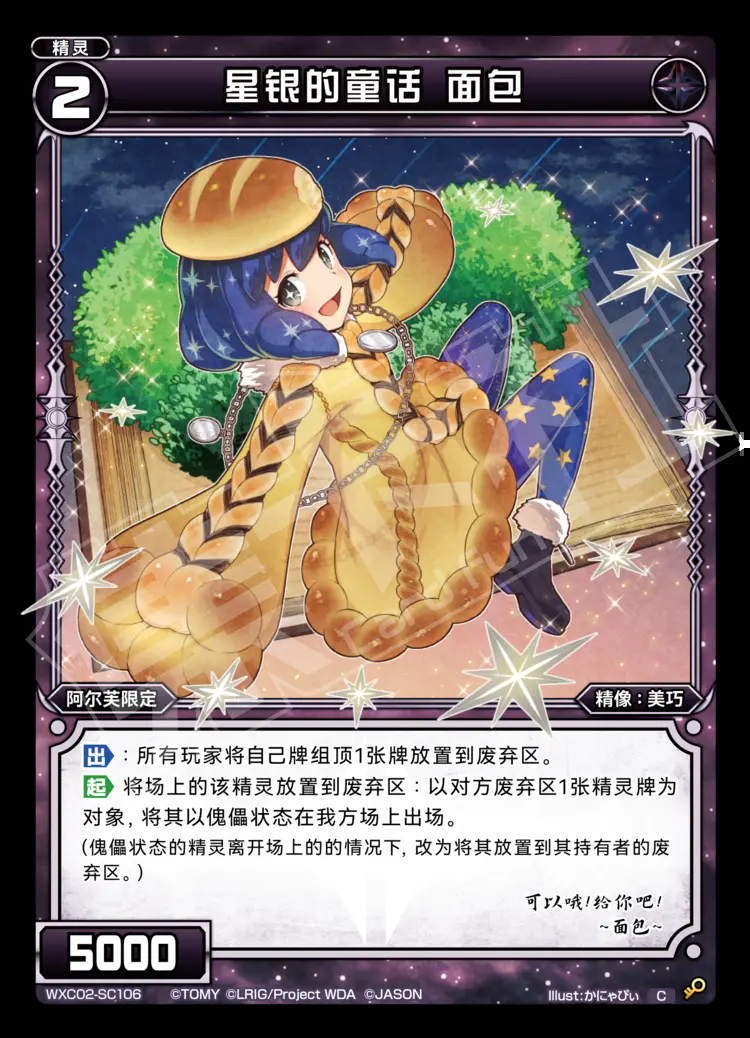 精灵
2
星银的童话 面包
阿尔芙限定
精像：美巧
出：所有玩家将自己牌组顶1张牌放置到废弃区。
起 将场上的该精灵放置到废弃区：以对方废弃区1张精灵牌为
对象，将其以傀儡状态在我方场上出场。
（傀儡状态的精灵离开场上的的情况下，改为将其放置到其持有者的废
弃区。）
可以哦！给你吧！
~面包~
5000
WXC02-SC106 ©TOMY ©LRIG/Project WDA ©JASON
Illust:かにゃぴぃ C